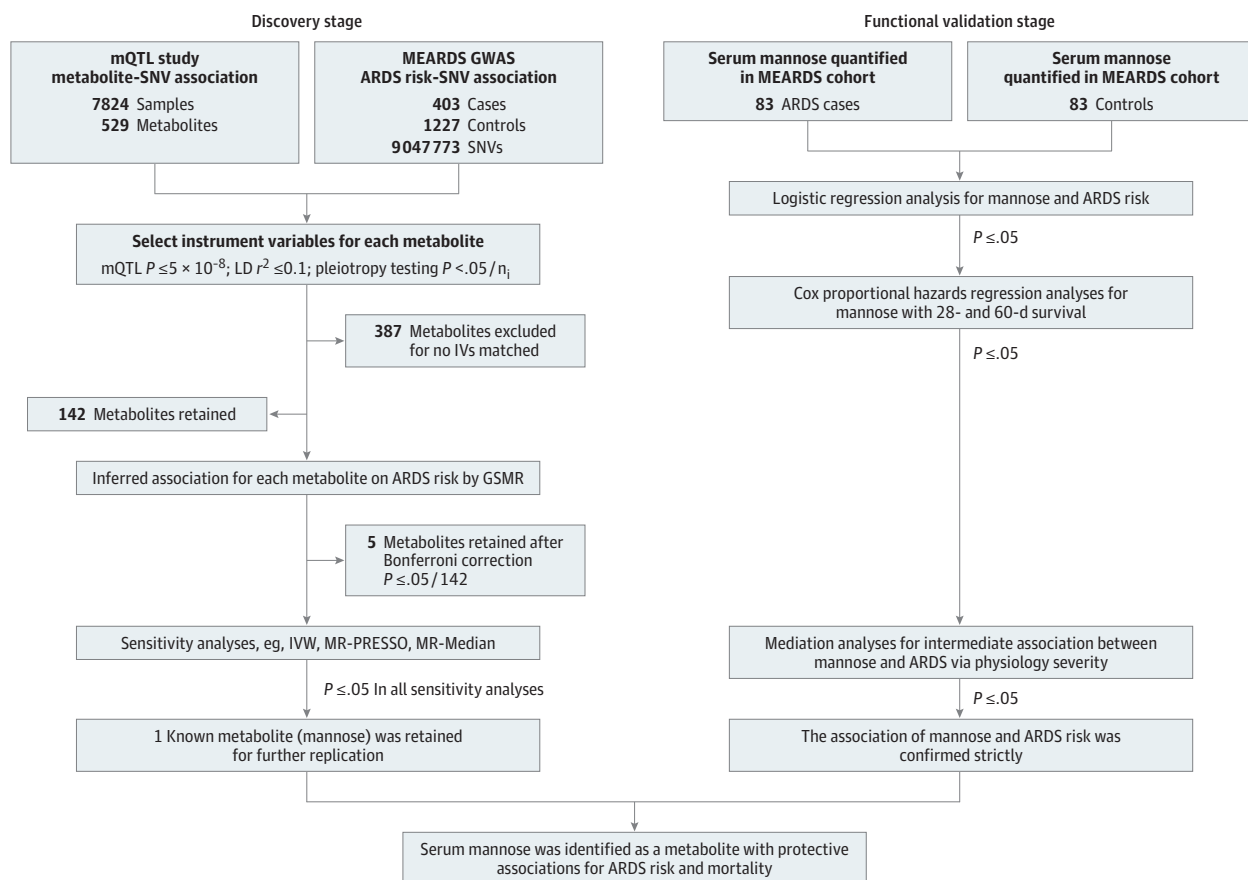 Discovery stage
mQTL study
metabolite-SNV association
7824 Samples
529 Metabolites
MEARDS GWAS
ARDS risk-SNV association
403 Cases
1227 Controls
9047773 SNVs
Select instrument variables for each metabolite
mQTL P ≤5 × 10⁻⁸; LD r² ≤0.1; pleiotropy testing P <.05/nᵢ
387 Metabolites excluded
for no IVs matched
142 Metabolites retained
Inferred association for each metabolite on ARDS risk by GSMR
5 Metabolites retained after
Bonferroni correction
P ≤.05/142
Sensitivity analyses, eg, IVW, MR-PRESSO, MR-Median
P ≤.05 In all sensitivity analyses
1 Known metabolite (mannose) was retained
for further replication
Functional validation stage
Serum mannose quantified
in MEARDS cohort
83 ARDS cases
Serum mannose
quantified in MEARDS cohort
83 Controls
Logistic regression analysis for mannose and ARDS risk
P ≤.05
Cox proportional hazards regression analyses for
mannose with 28- and 60-d survival
P ≤.05
Mediation analyses for intermediate association between
mannose and ARDS via physiology severity
P ≤.05
The association of mannose and ARDS risk was
confirmed strictly
Serum mannose was identified as a metabolite with protective
associations for ARDS risk and mortality